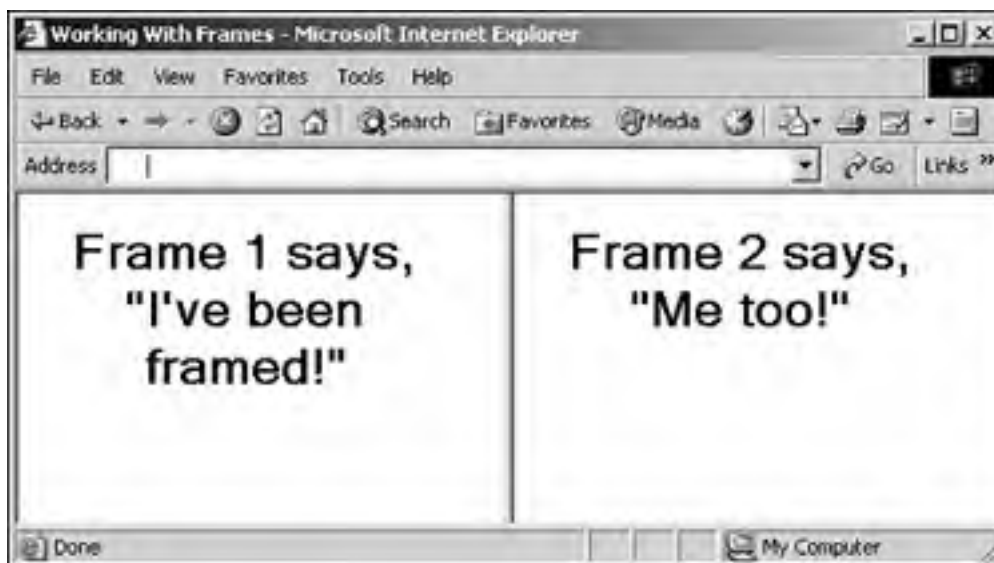 Working With Frames - Microsoft Internet Explorer
File Edit View Favorites Tools Help
Back Search Favorites Media
Address Go Links »
Frame 1 says,
"I've been
framed!"
Frame 2 says,
"Me too!"
Done My Computer